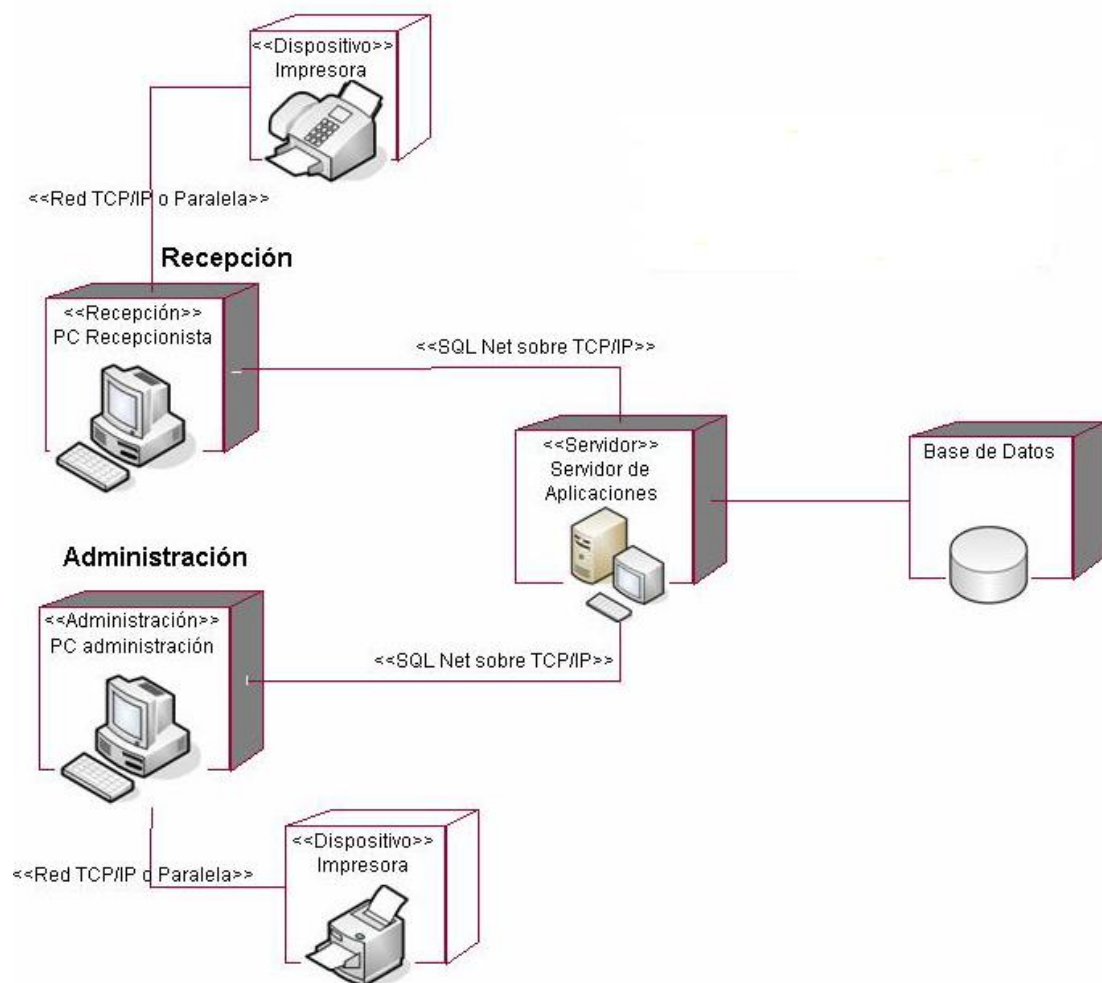 <<Dispositivo>>
Impresora
<<Red TCP/IP o Paralela>>
Recepción
<<Recepción>>
PC Recepcionista
<<SQL Net sobre TCP/IP>>
<<Servidor>>
Servidor de
Aplicaciones
Base de Datos
Administración
<<Administración>>
PC administración
<<SQL Net sobre TCP/IP>>
<<Dispositivo>>
Impresora
<<Red TCP/IP o Paralela>>